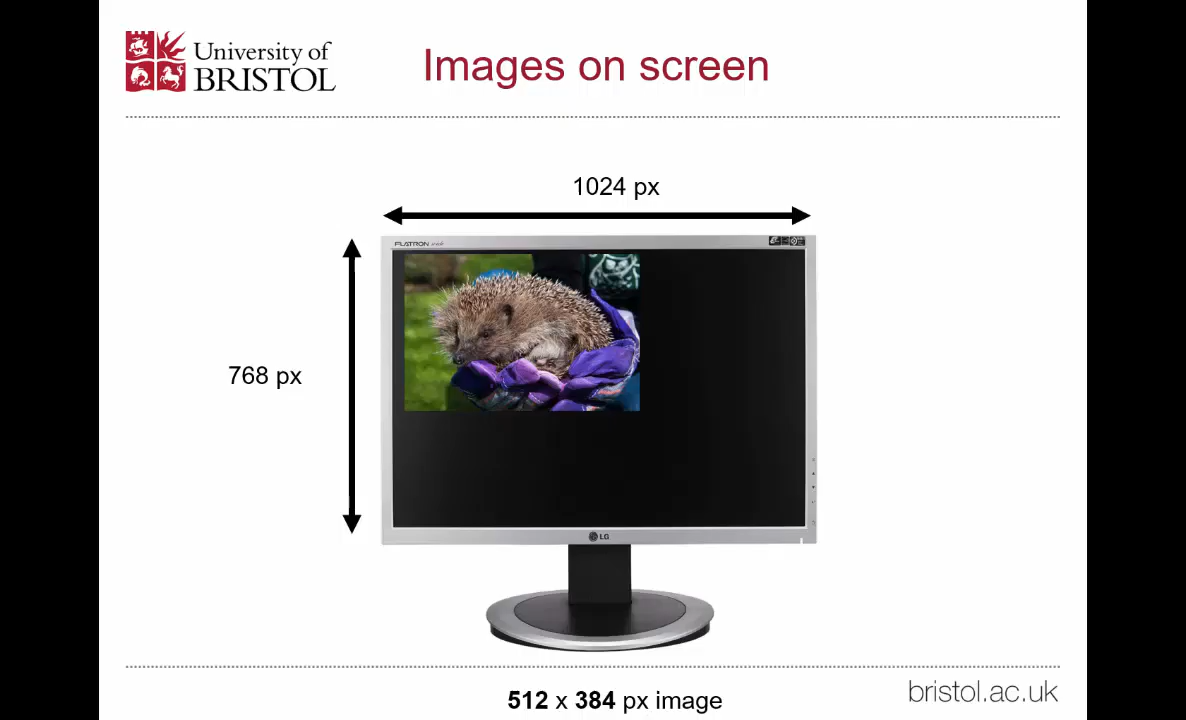 University of
BRISTOL
Images on screen
1024 px
FLATRON
768 px
LG
512 x 384 px image
bristol.ac.uk